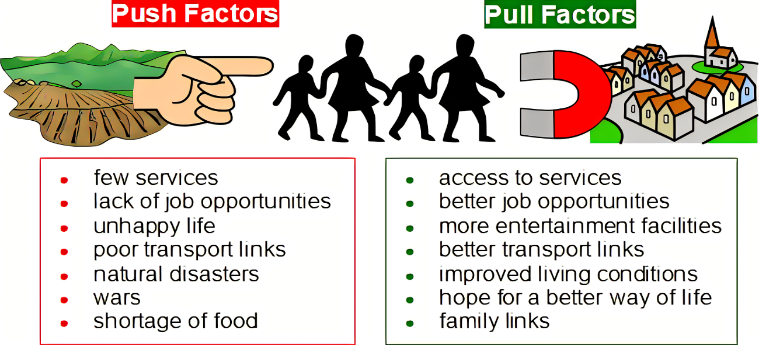 Push Factors
Pull Factors
• few services
• lack of job opportunities
• unhappy life
• poor transport links
• natural disasters
• wars
• shortage of food
• access to services
• better job opportunities
• more entertainment facilities
• better transport links
• improved living conditions
• hope for a better way of life
• family links